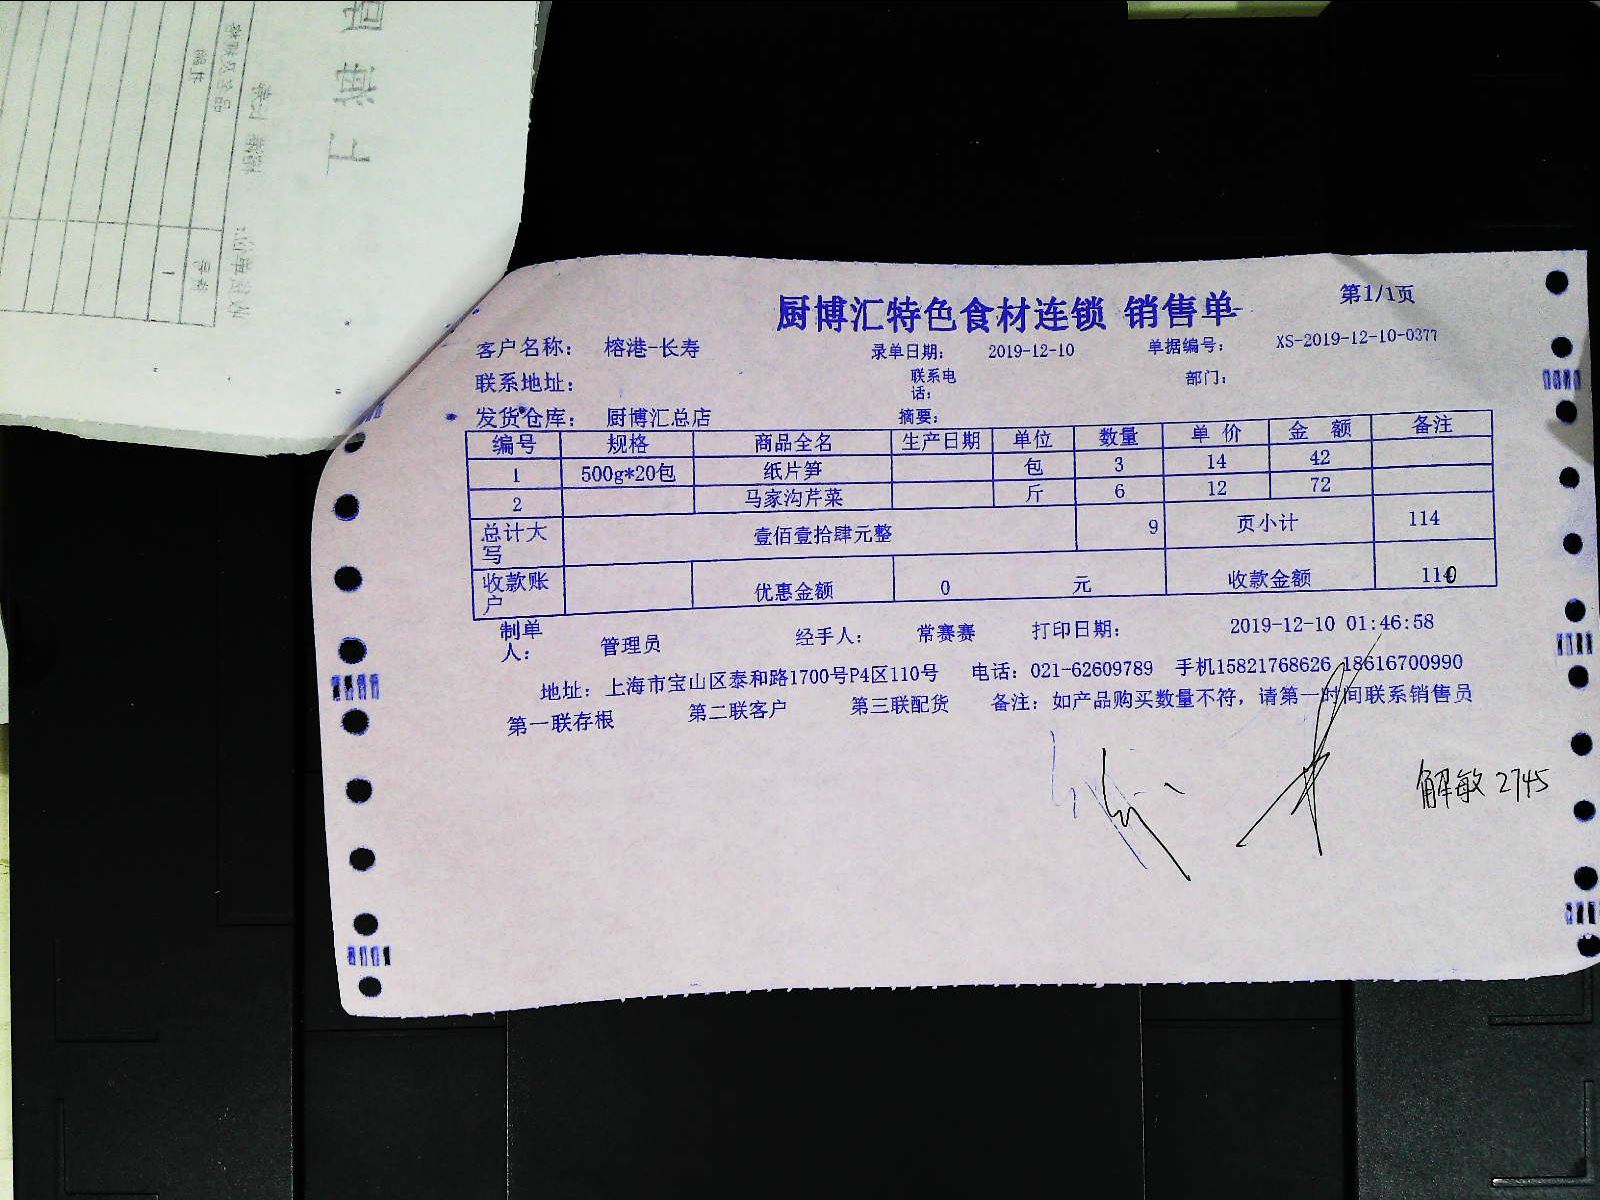 上海
厨博汇特色食材连锁 销售单
第1/1页
客户名称： 榕港-长寿 录单日期： 2019-12-10 单据编号： XS-2019-12-10-0377
联系地址： 联系电话： 部门：
发货仓库： 厨博汇总店 摘要：
编号 规格 商品全名 生产日期 单位 数量 单价 金额 备注
1 500g*20包 纸片笋 包 3 14 42
2 马家沟芹菜 斤 6 12 72
总计大写 壹佰壹拾肆元整 9 页小计 114
收款账户 优惠金额 0 元 收款金额 110
制单人： 管理员 经手人： 常赛赛 打印日期： 2019-12-10 01:46:58
地址：上海市宝山区泰和路1700号P4区110号 电话：021-62609789 手机15821768626 18616700990
第一联存根 第二联客户 第三联配货 备注：如产品购买数量不符，请第一时间联系销售员
解敏 2745